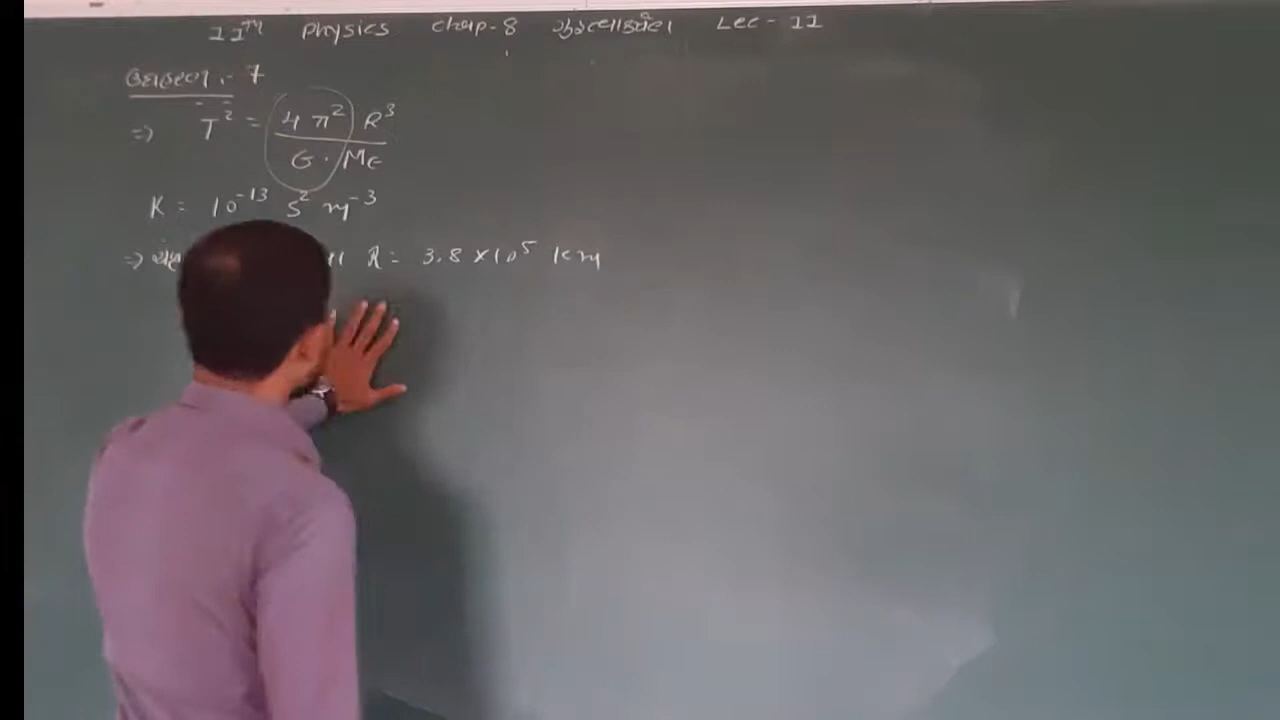 11TH Physics Chap-8 ગુરુત્વાકર્ષણ Lec-11
ઉદાહરણ :- 7
⇒ T² = 4π² R³ / G · ME
K = 10⁻¹³ s² m⁻³
⇒ R = 3.8 × 10⁵ km